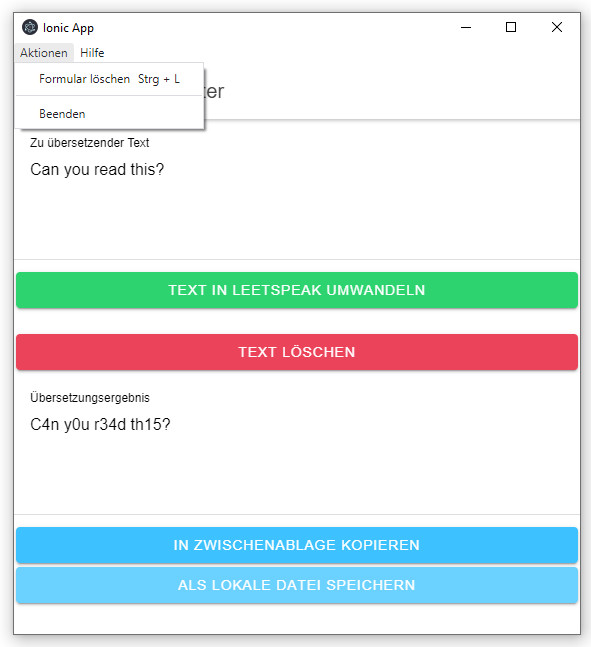 Ionic App
Aktionen Hilfe
Formular löschen Strg + L
Beenden
Zu übersetzender Text
Can you read this?
TEXT IN LEETSPEAK UMWANDELN
TEXT LÖSCHEN
Übersetzungsergebnis
C4n y0u r34d th15?
IN ZWISCHENABLAGE KOPIEREN
ALS LOKALE DATEI SPEICHERN